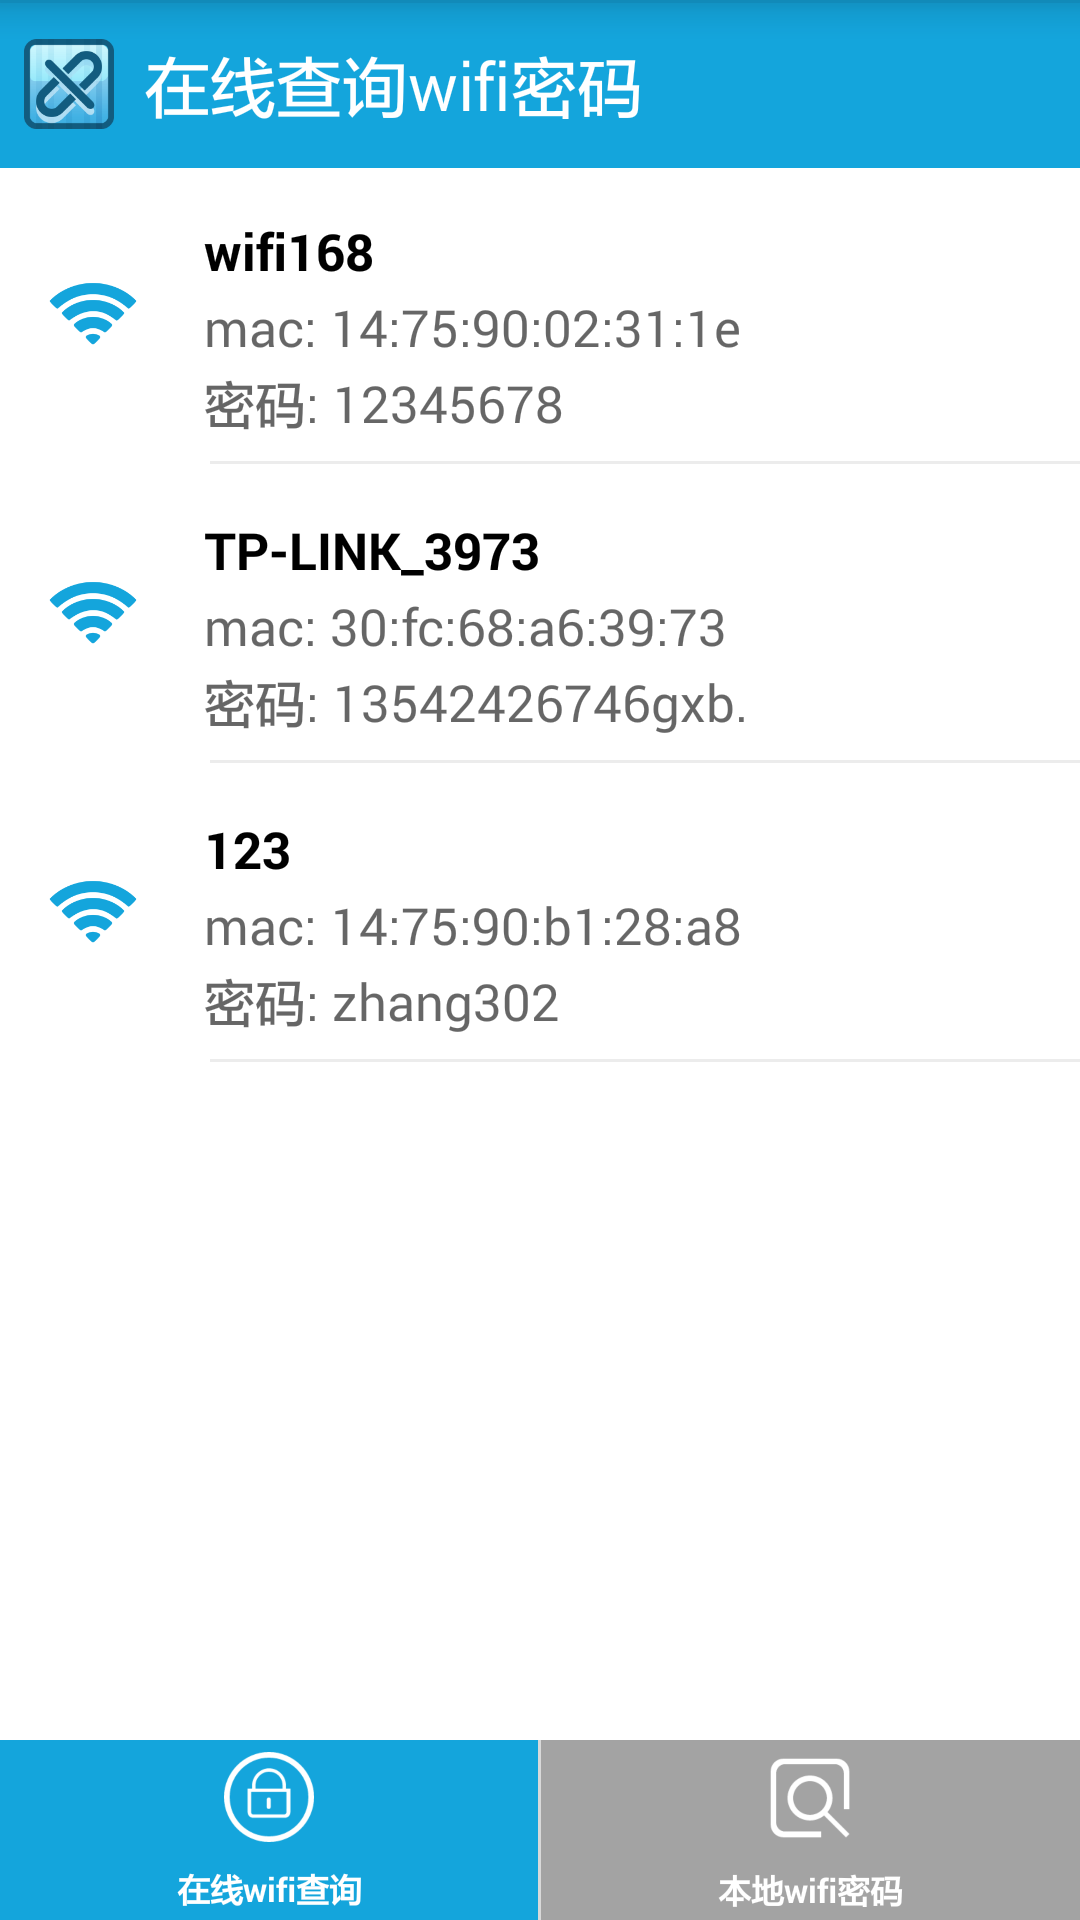 在线查询wifi密码
wifi168
mac: 14:75:90:02:31:1e
密码: 12345678
TP-LINK_3973
mac: 30:fc:68:a6:39:73
密码: 13542426746gxb.
123
mac: 14:75:90:b1:28:a8
密码: zhang302
在线wifi查询
本地wifi密码